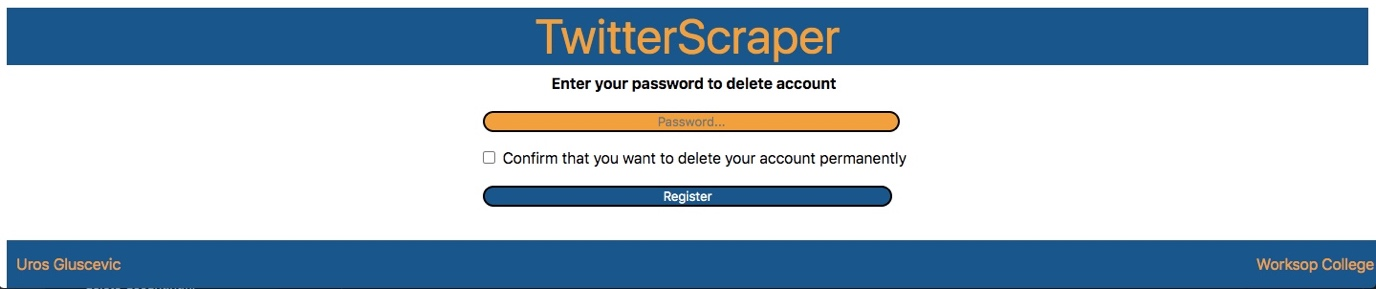 TwitterScraper
Enter your password to delete account
Password...
Confirm that you want to delete your account permanently
Register
Uros Gluscevic
Worksop College